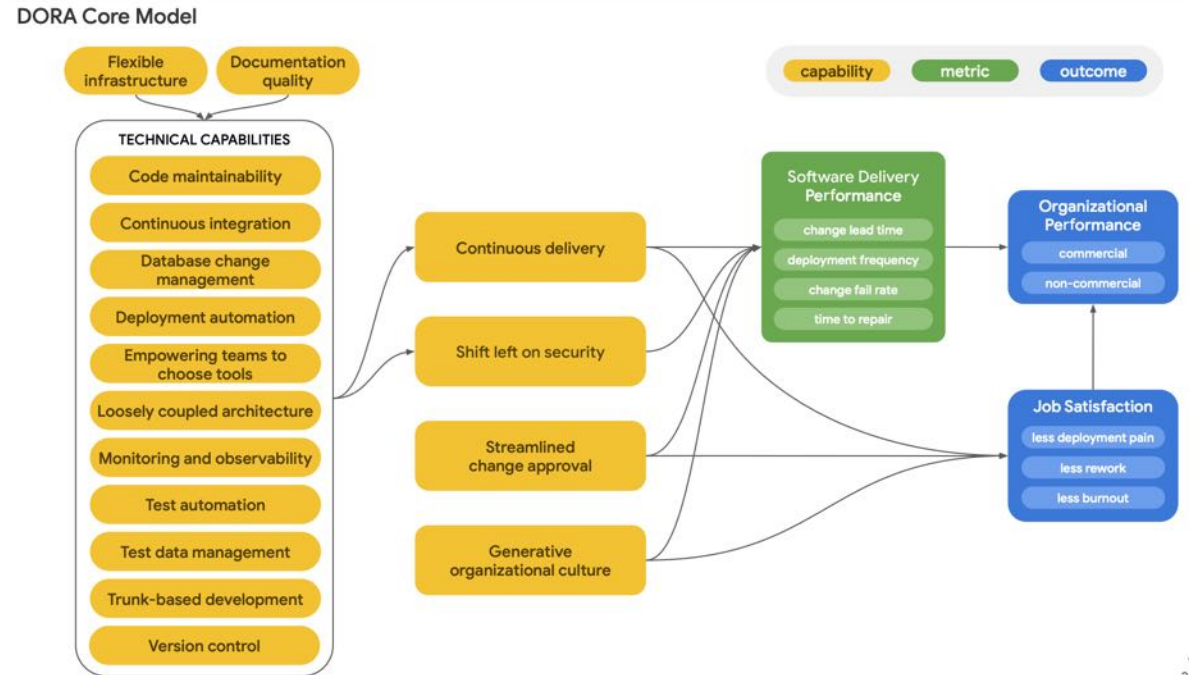 DORA Core Model
Flexible
infrastructure
Documentation
quality
capability
metric
outcome
TECHNICAL CAPABILITIES
Code maintainability
Continuous integration
Database change
management
Deployment automation
Empowering teams to
choose tools
Loosely coupled architecture
Monitoring and observability
Test automation
Test data management
Trunk-based development
Version control
Continuous delivery
Shift left on security
Streamlined
change approval
Generative
organizational culture
Software Delivery
Performance
change lead time
deployment frequency
change fail rate
time to repair
Organizational
Performance
commercial
non-commercial
Job Satisfaction
less deployment pain
less rework
less burnout